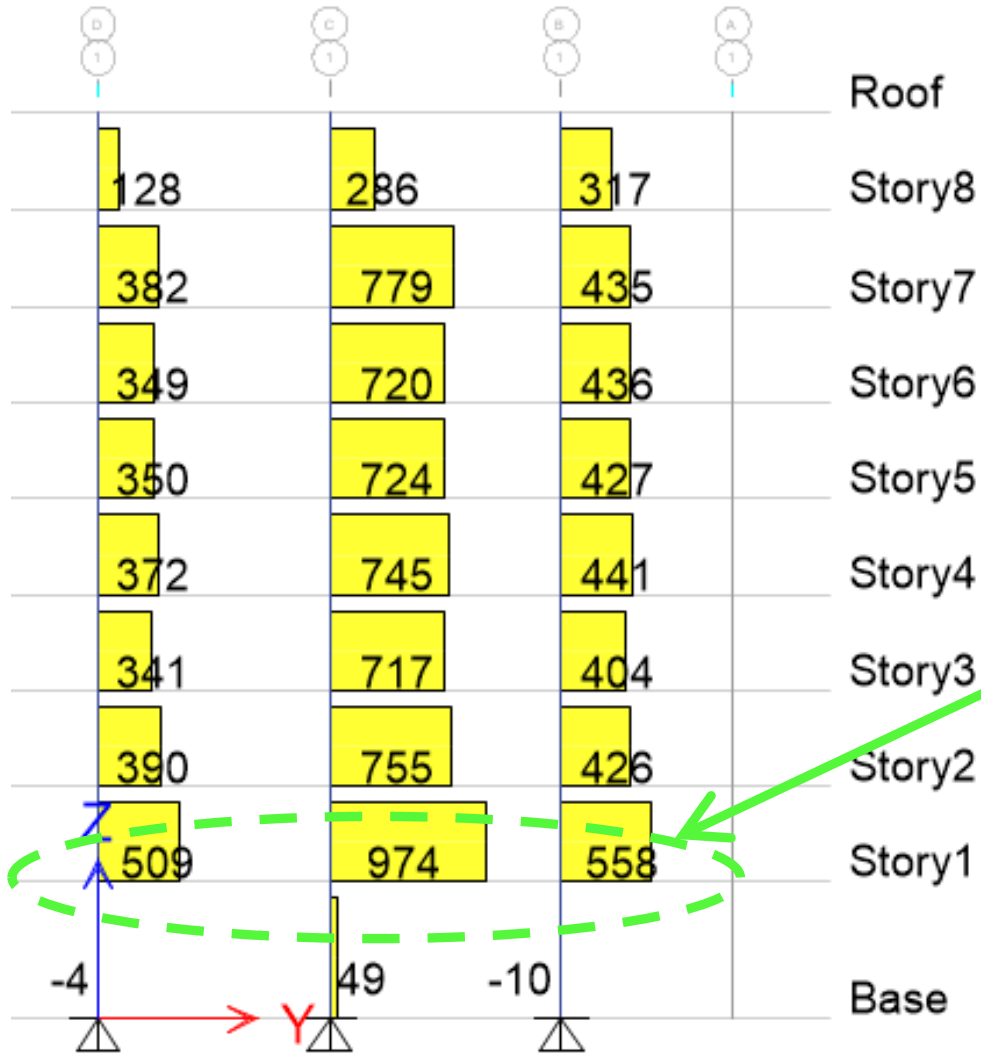 D C B A
1 1 1 1
Roof
128 286 317 Story8
382 779 435 Story7
349 720 436 Story6
350 724 427 Story5
372 745 441 Story4
341 717 404 Story3
390 755 426 Story2
Z
509 974 558 Story1
-4 49 -10
Y Base